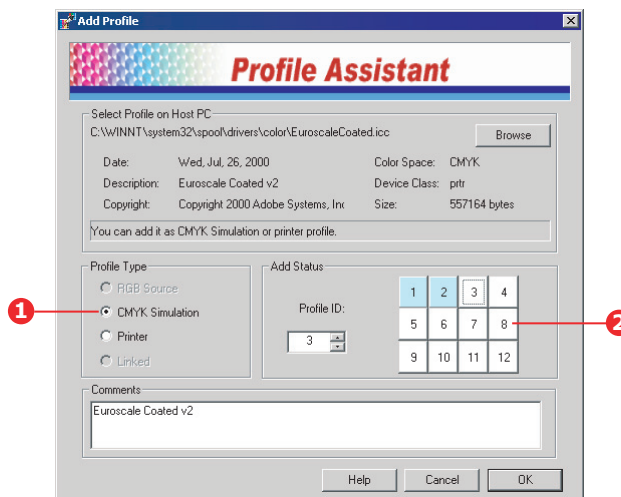 Add Profile
Profile Assistant
Select Profile on Host PC
C:\WINNT\system32\spool\drivers\color\EuroscaleCoated.icc
Browse
Date: Wed, Jul, 26, 2000 Color Space: CMYK
Description: Euroscale Coated v2 Device Class: prtr
Copyright: Copyright 2000 Adobe Systems, Inc Size: 557164 bytes
You can add it as CMYK Simulation or printer profile.
Profile Type
RGB Source
1
CMYK Simulation
Printer
Linked
Add Status
Profile ID:
3
1 2 3 4
5 6 7 8
9 10 11 12
2
Comments
Euroscale Coated v2
Help Cancel OK